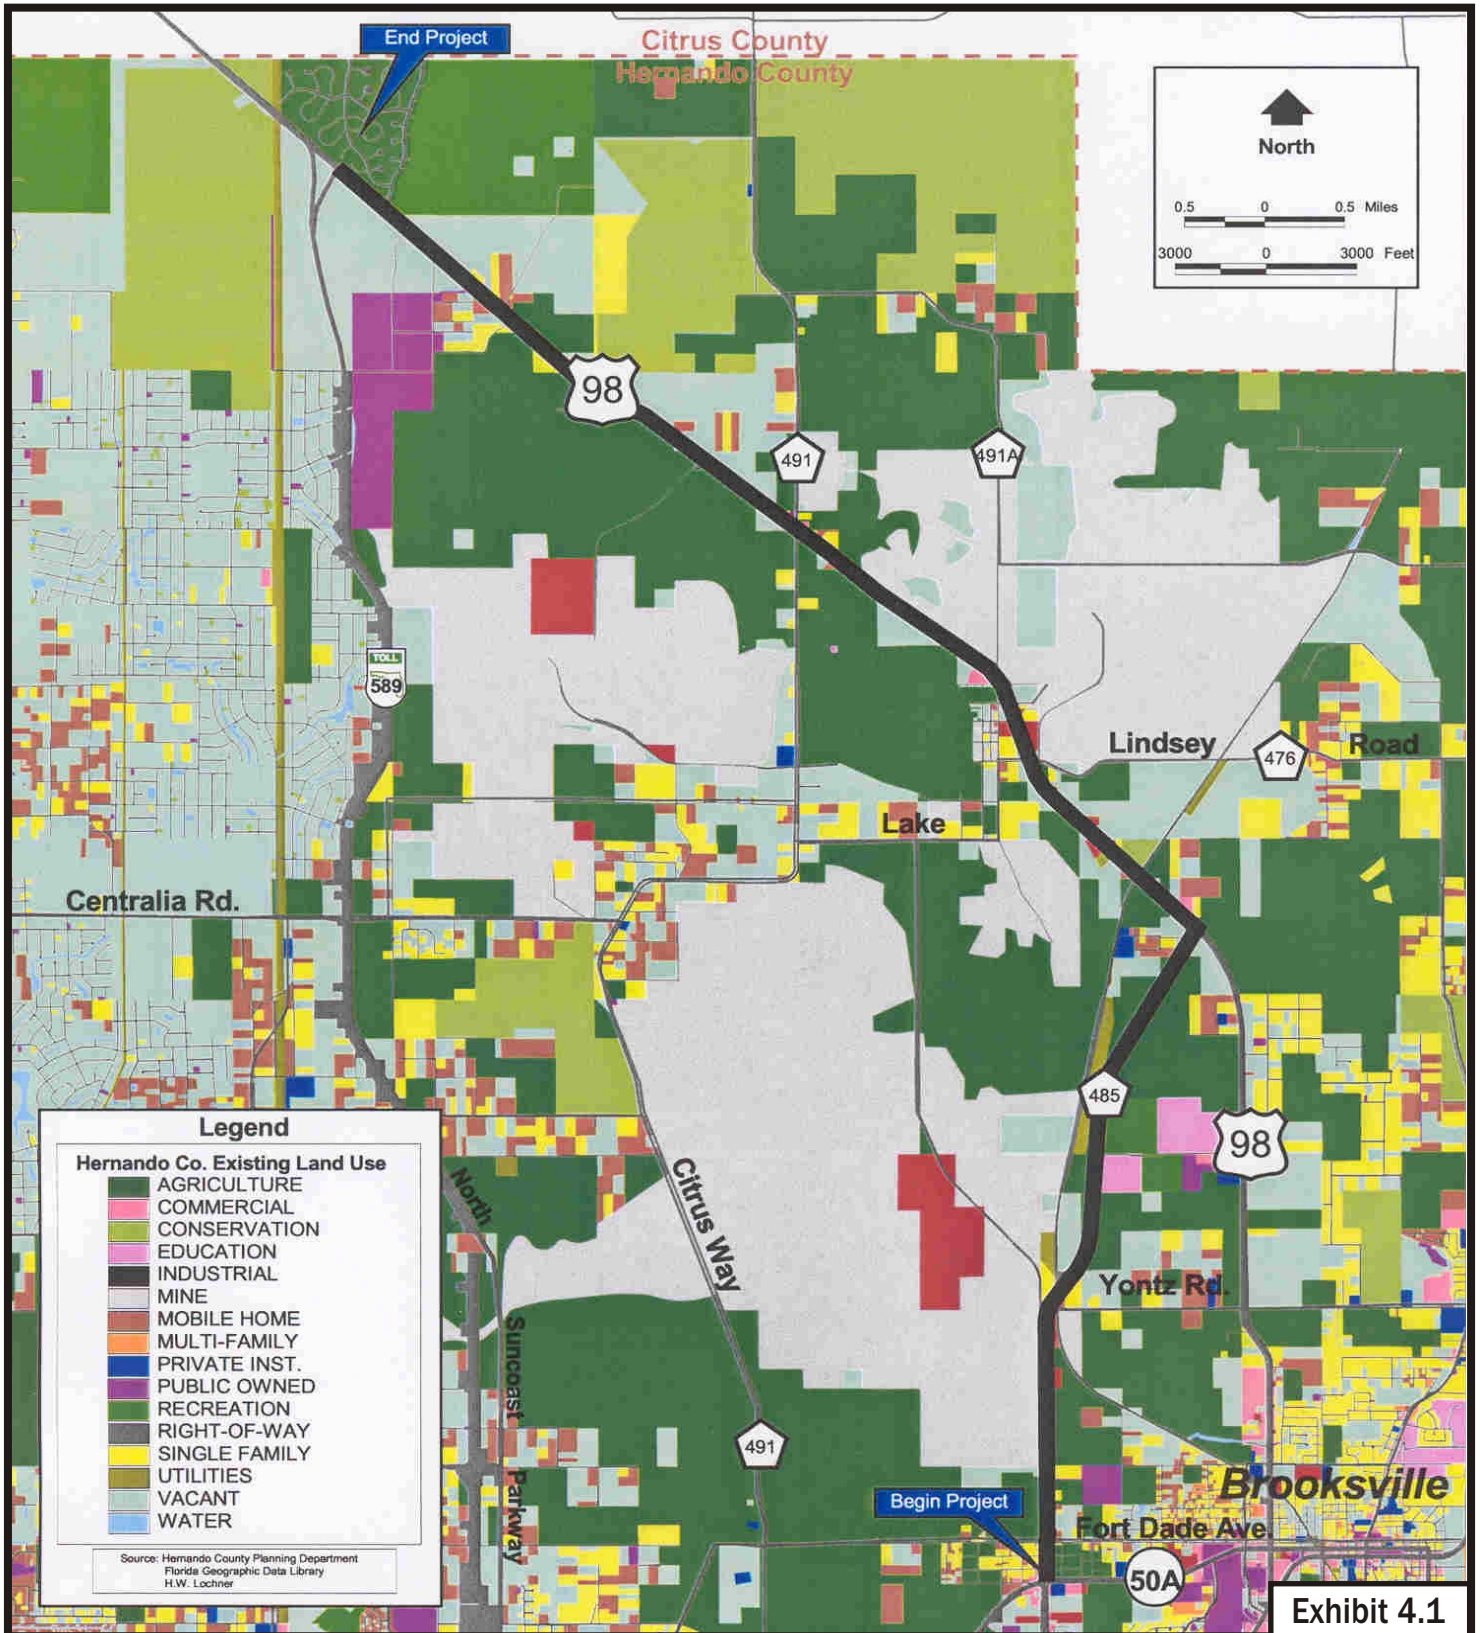 End Project
Citrus County
Hernando County
North
0.5 0 0.5 Miles
3000 0 3000 Feet
98
491
491A
TOLL
589
Lindsey
476
Road
Lake
Centralia Rd.
485
98
Citrus Way
North
Suncoast
Parkway
Yontz Rd.
491
Begin Project
Brooksville
Fort Dade Ave.
50A
Legend
Hernando Co. Existing Land Use
AGRICULTURE
COMMERCIAL
CONSERVATION
EDUCATION
INDUSTRIAL
MINE
MOBILE HOME
MULTI-FAMILY
PRIVATE INST.
PUBLIC OWNED
RECREATION
RIGHT-OF-WAY
SINGLE FAMILY
UTILITIES
VACANT
WATER
Source: Hernando County Planning Department
Florida Geographic Data Library
H.W. Lochner
Exhibit 4.1